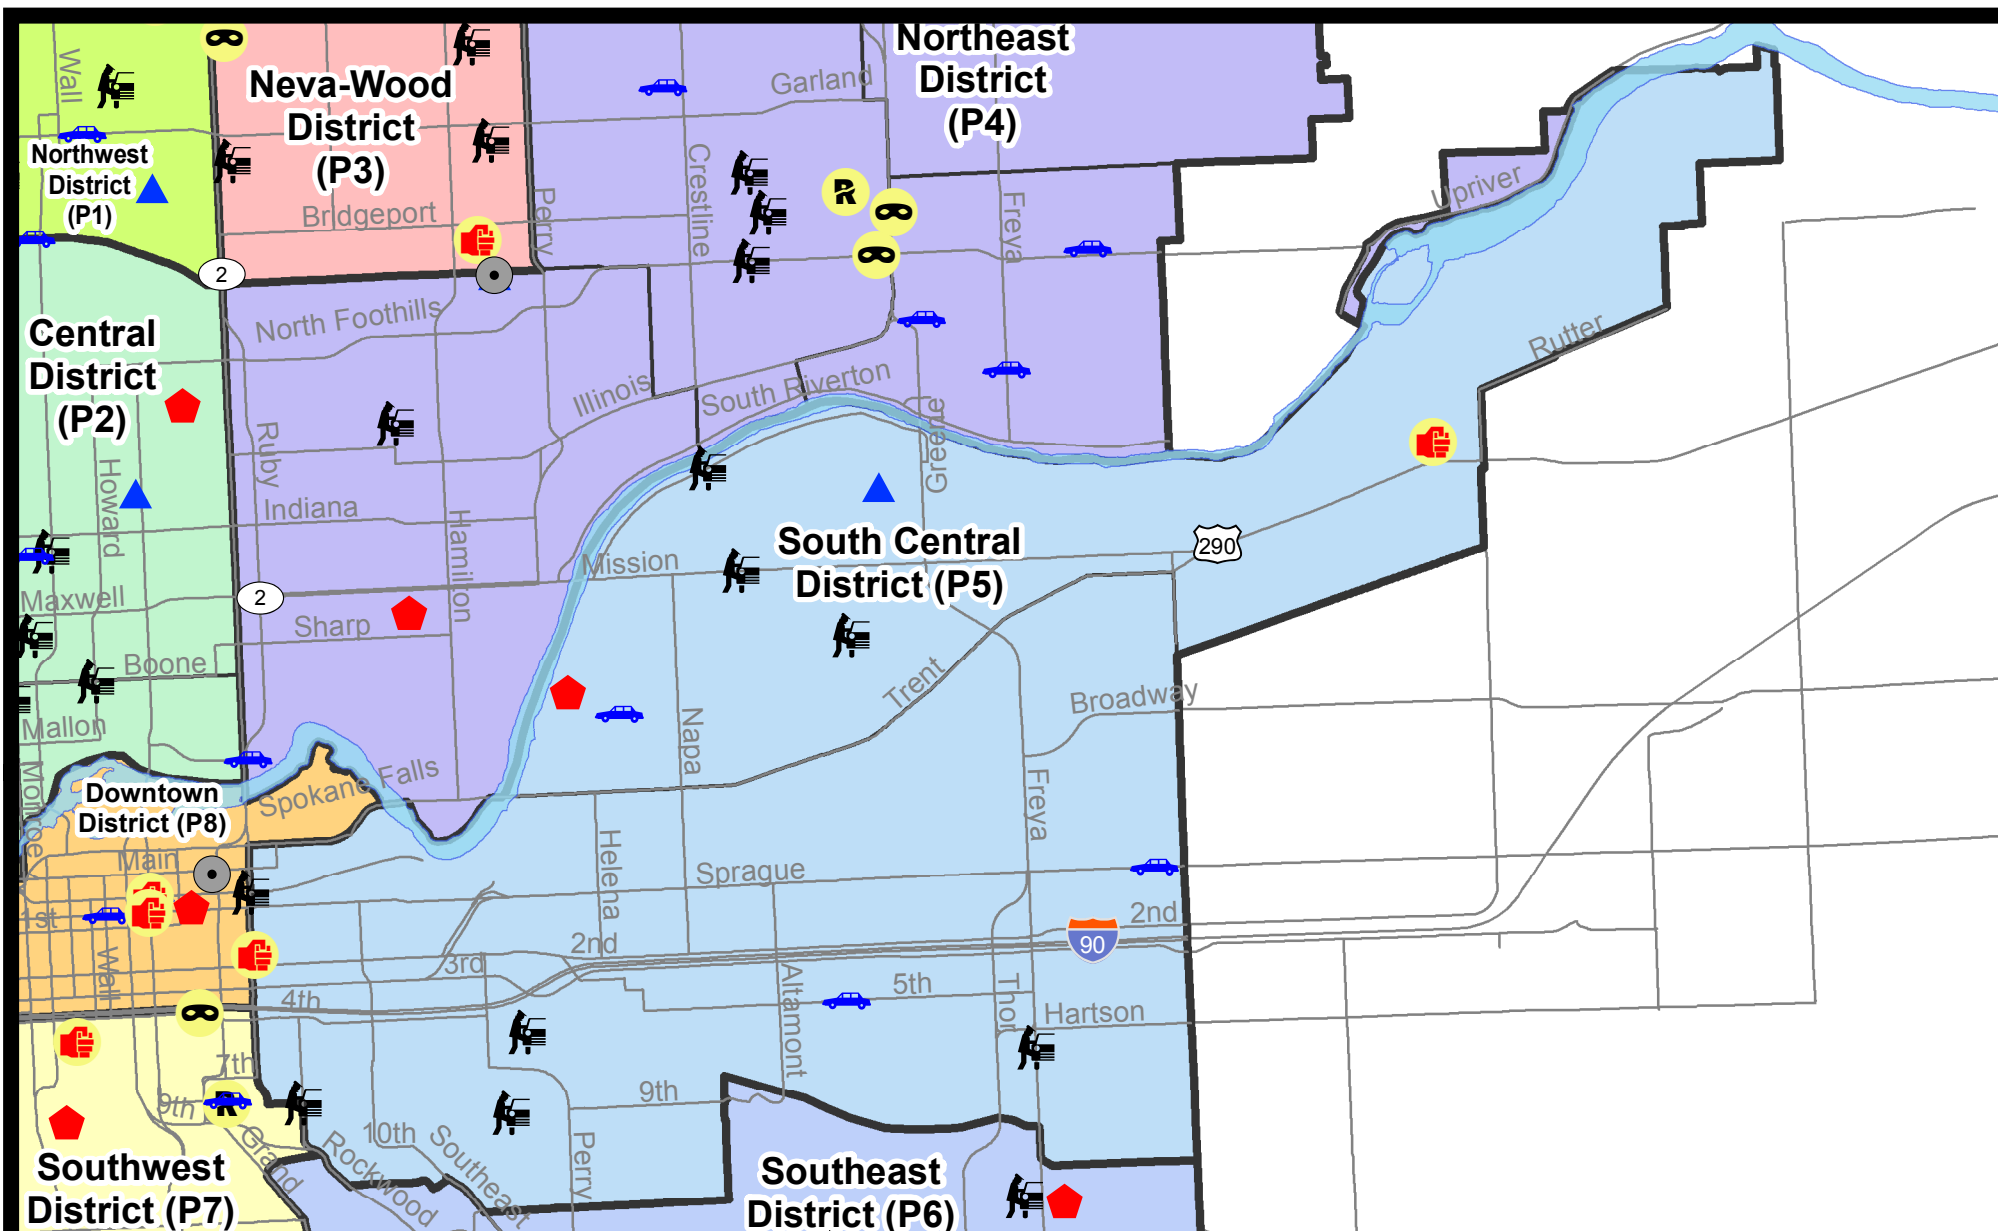 Northeast
District
(P4)
Neva-Wood
District
(P3)
Wall
Garland
Northwest
District
(P1)
Crestline
Bridgeport
Perry
Freya
Upriver
2
North Foothills
Central
District
(P2)
Rutter
Illinois
South Riverton
Ruby
Greene
Howard
Indiana
Hamilton
290
South Central
District (P5)
Mission
Maxwell
2
Sharp
Boone
Trent
Broadway
Mallon
Napa
Monroe
Spokane Falls
Downtown
District (P8)
Freya
Main
Helena
Sprague
1st
2nd
90
2nd
Wall
3rd
Altamont
5th
Thor
4th
Hartson
7th
9th
9th
R
R
10th
Southeast
Grand
Rockwood
Perry
Southwest
District (P7)
Southeast
District (P6)